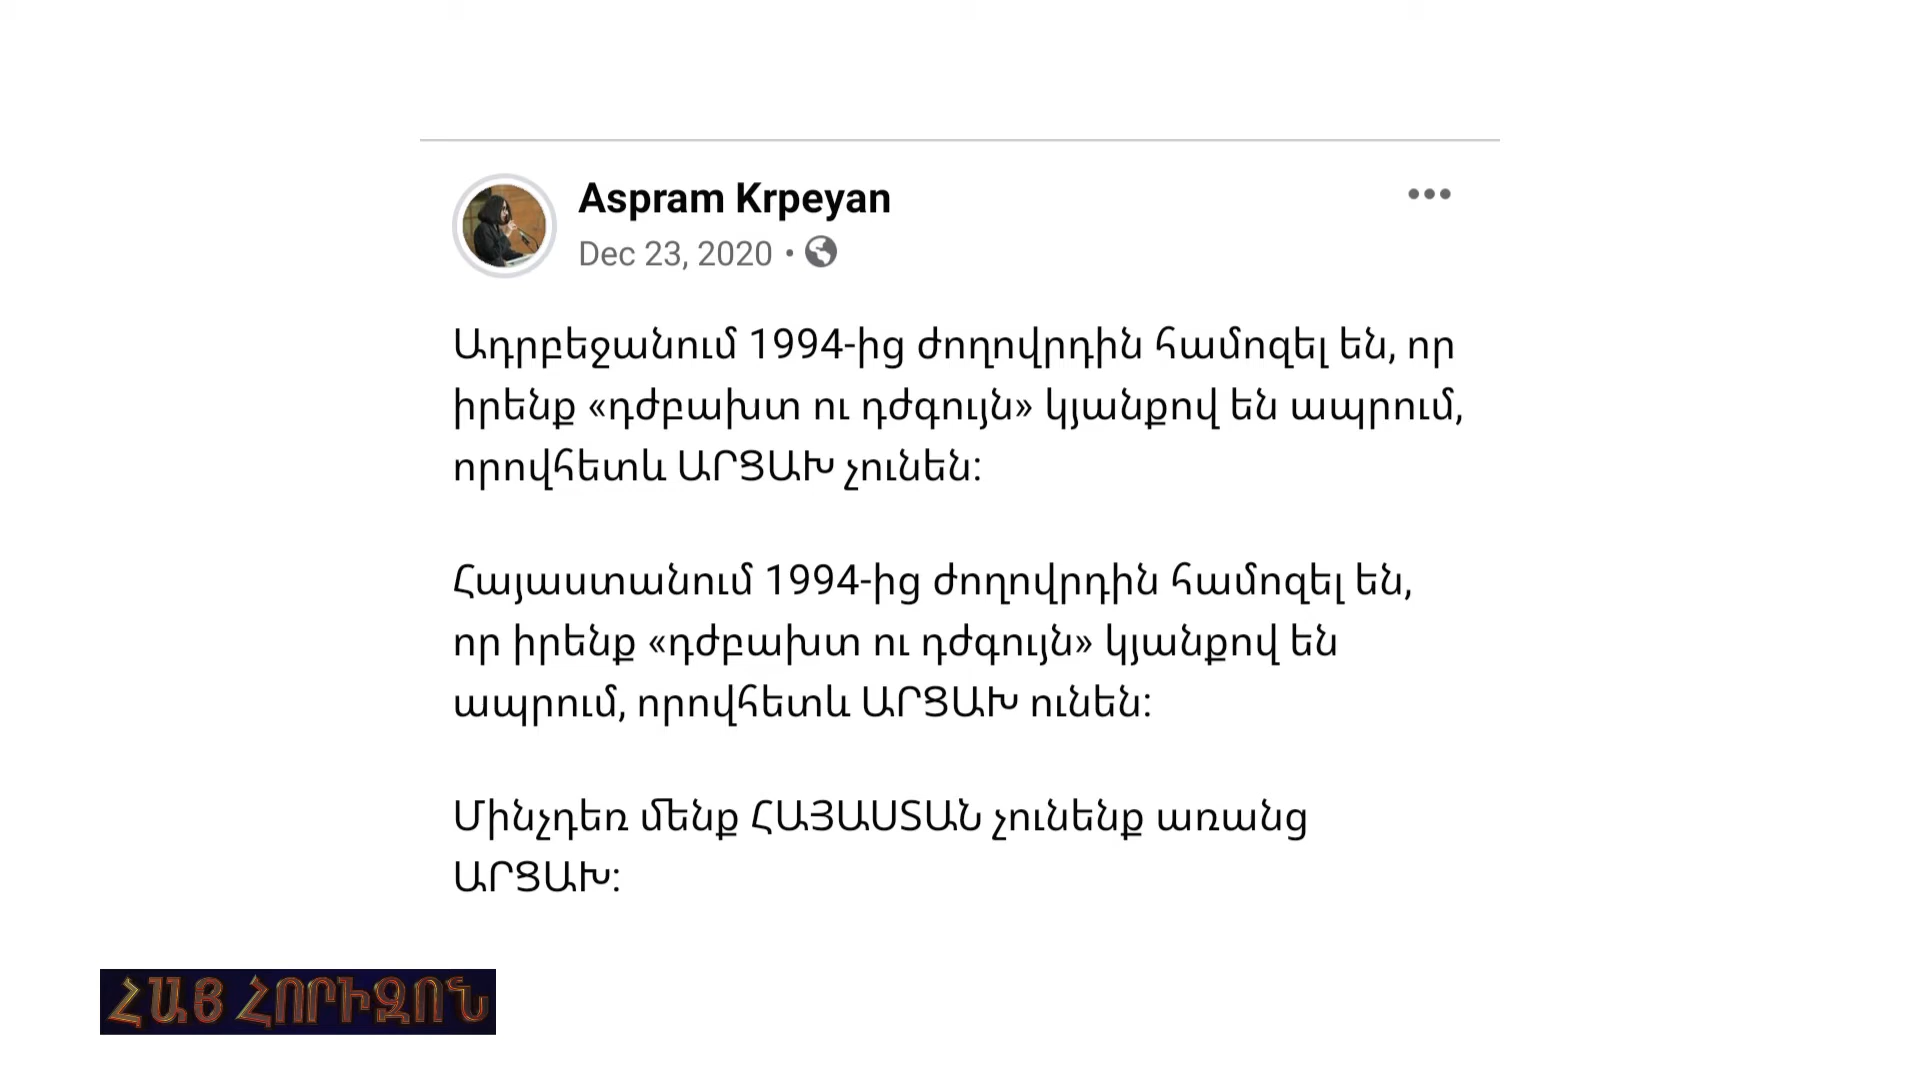 Aspram Krpeyan
Dec 23, 2020 •
Ադրբեջանում 1994-ից ժողովրդին համոզել են, որ
իրենք «դժբախտ ու դժգույն» կյանքով են ապրում,
որովհետև ԱՐՑԱԽ չունեն:
Հայաստանում 1994-ից ժողովրդին համոզել են,
որ իրենք «դժբախտ ու դժգույն» կյանքով են
ապրում, որովհետև ԱՐՑԱԽ ունեն:
Մինչդեռ մենք ՀԱՅԱՍՏԱՆ չունենք առանց
ԱՐՑԱԽ:
ՀԱՅ ՀՈՐԻԶՈՆ